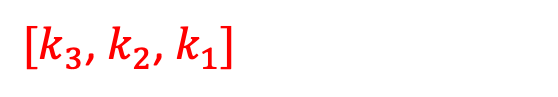 [k₃, k₂, k₁]